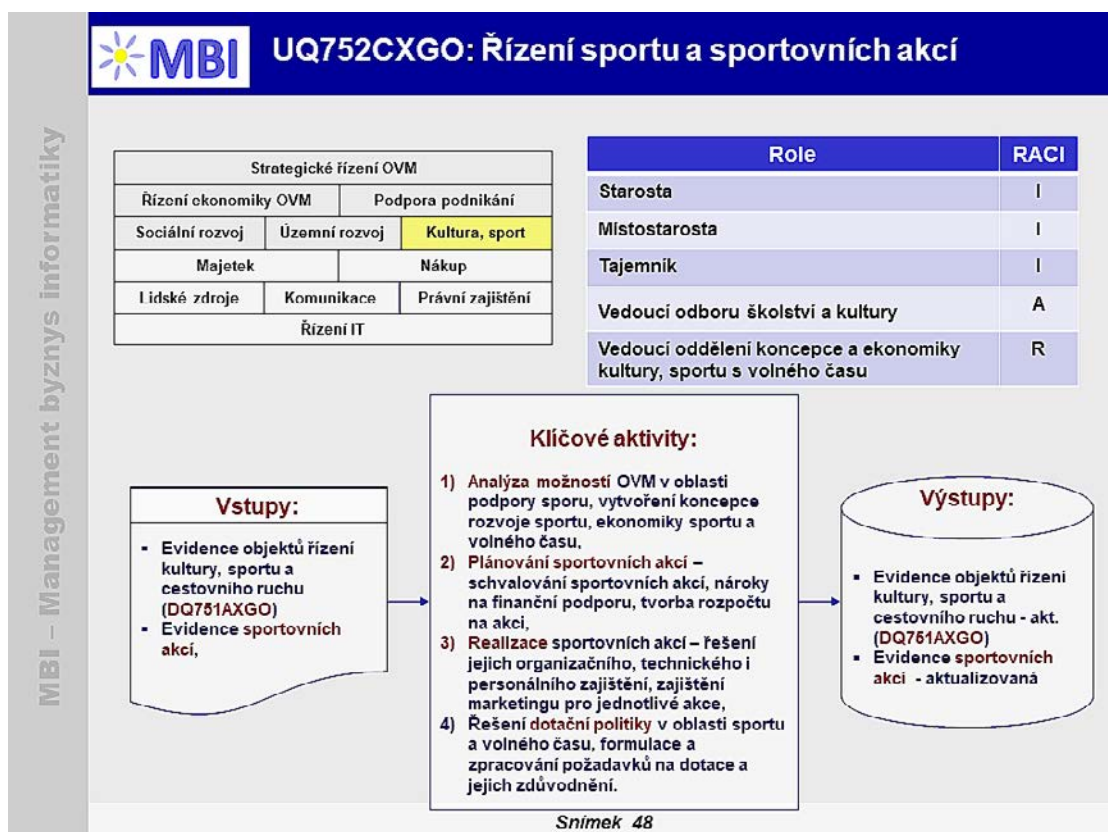 MBI
UQ752CXGO: Řízení sportu a sportovních akcí
MBI – Management byznys informatiky
Strategické řízení OVM
Řízení ekonomiky OVM Podpora podnikání
Sociální rozvoj Územní rozvoj Kultura, sport
Majetek Nákup
Lidské zdroje Komunikace Právní zajištění
Řízení IT
Role RACI
Starosta I
Místostarosta I
Tajemník I
Vedoucí odboru školství a kultury A
Vedoucí oddělení koncepce a ekonomiky R
kultury, sportu s volného času
Vstupy:
▪ Evidence objektů řízení
kultury, sportu a
cestovního ruchu
(DQ751AXGO)
▪ Evidence sportovních
akcí,
Klíčové aktivity:
1) Analýza možností OVM v oblasti
podpory sporu, vytvoření koncepce
rozvoje sportu, ekonomiky sportu a
volného času,
2) Plánování sportovních akcí –
schvalování sportovních akcí, nároky
na finanční podporu, tvorba rozpočtu
na akci,
3) Realizace sportovních akcí – řešení
jejich organizačního, technického i
personálního zajištění, zajištění
marketingu pro jednotlivé akce,
4) Řešení dotační politiky v oblasti sportu
a volného času, formulace a
zpracování požadavků na dotace a
jejich zdůvodnění.
Výstupy:
▪ Evidence objektů řízení
kultury, sportu a
cestovního ruchu - akt.
(DQ751AXGO)
▪ Evidence sportovních
akcí - aktualizovaná
Snímek 48